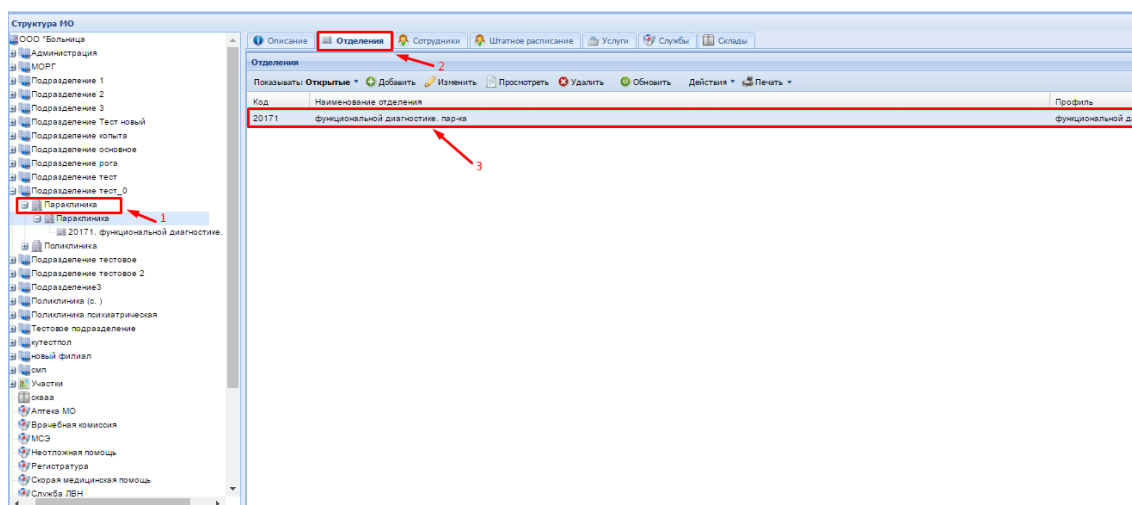 Структура МО
ООО "Больница
Администрация
МОРГ
Подразделение 1
Подразделение 2
Подразделение 3
Подразделение Тест новый
Подразделение копыта
Подразделение основное
Подразделение рога
Подразделение тест
Подразделение тест_0
Параклиника
1
Параклиника
20171. функциональной диагностике.
Поликлиника
Подразделение тестовое
Подразделение тестовое 2
Подразделение3
Поликлиника (с. )
Поликлиника психиатрическая
Тестовое подразделение
кутестпол
новый филиал
смп
Участки
скааа
Аптека МО
Врачебная комиссия
МСЭ
Неотложная помощь
Регистратура
Скорая медицинская помощь
Служба ЛВН
Описание Отделения Сотрудники Штатное расписание Услуги Службы Склады
2
Отделения
Показывать: Открытые Добавить Изменить Просмотреть Удалить Обновить Действия Печать
Код Наименование отделения Профиль
20171 функциональной диагностике. пар-ка функциональной д
3